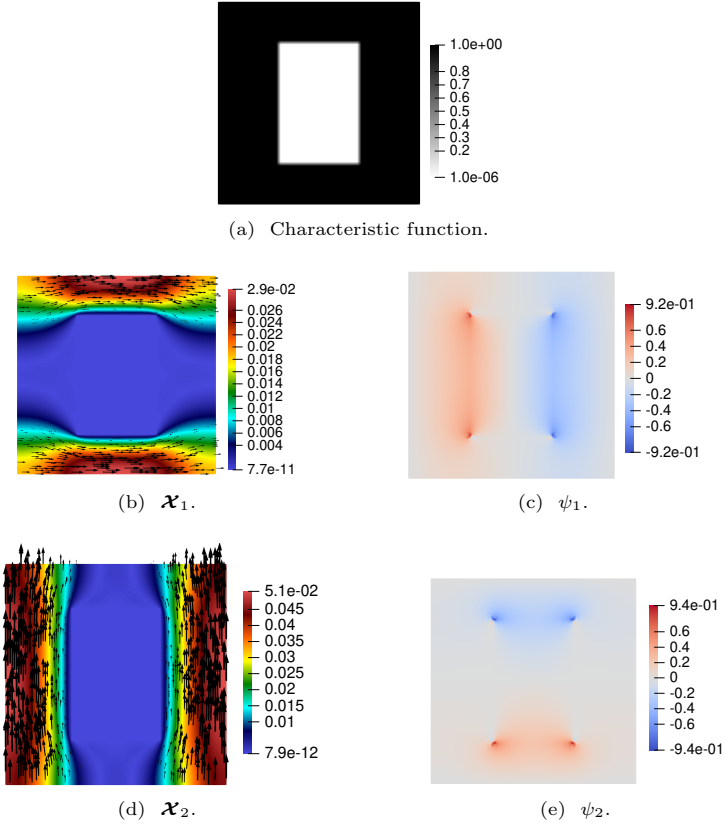 1.0e+00
0.8
0.7
0.6
0.5
0.4
0.3
0.2
1.0e-06
(a) Characteristic function.
2.9e-02
0.026
0.024
0.022
0.02
0.018
0.016
0.014
0.012
0.01
0.008
0.006
0.004
7.7e-11
(b) 𝓧₁.
9.2e-01
0.6
0.4
0.2
0
-0.2
-0.4
-0.6
-9.2e-01
(c) ψ₁.
5.1e-02
0.045
0.04
0.035
0.03
0.025
0.02
0.015
0.01
7.9e-12
(d) 𝓧₂.
9.4e-01
0.6
0.4
0.2
0
-0.2
-0.4
-0.6
-9.4e-01
(e) ψ₂.